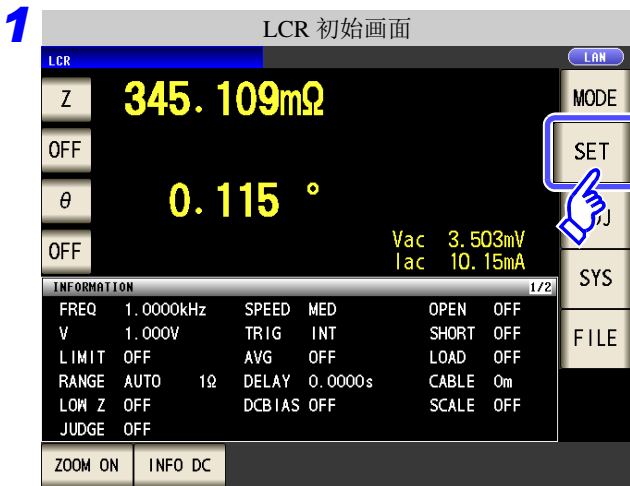 1
LCR 初始画面
LCR
LAN
Z 345.109mΩ
MODE
OFF
SET
θ 0.115 °
OFF
Vac 3.503mV
Iac 10.15mA
SYS
INFORMATION 1/2
FREQ 1.0000kHz SPEED MED OPEN OFF
V 1.000V TRIG INT SHORT OFF
FILE
LIMIT OFF AVG OFF LOAD OFF
RANGE AUTO 1Ω DELAY 0.0000s CABLE 0m
LOW Z OFF DCBIAS OFF SCALE OFF
JUDGE OFF
ZOOM ON INFO DC